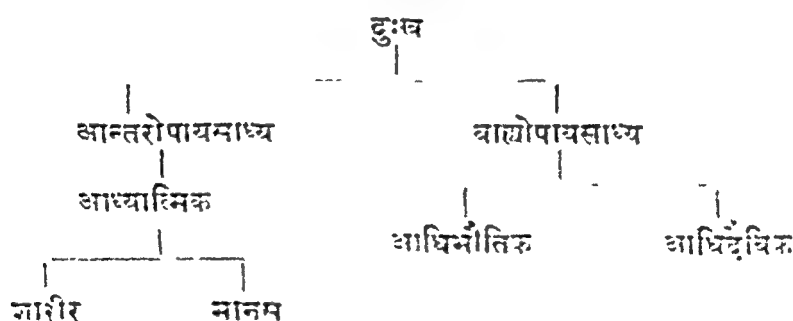 दुःख
आन्तरोपायसाध्य बाह्योपायसाध्य
आध्यात्मिक
आधिभौतिक आधिदैविक
शारीर मानस